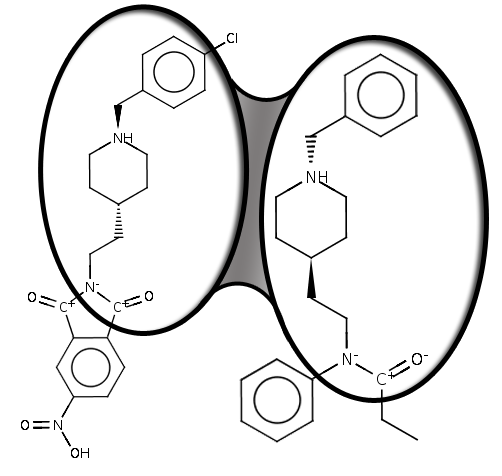 Cl
NH
NH
N-
O C+ C+ O
N- C+ O-
O N
OH